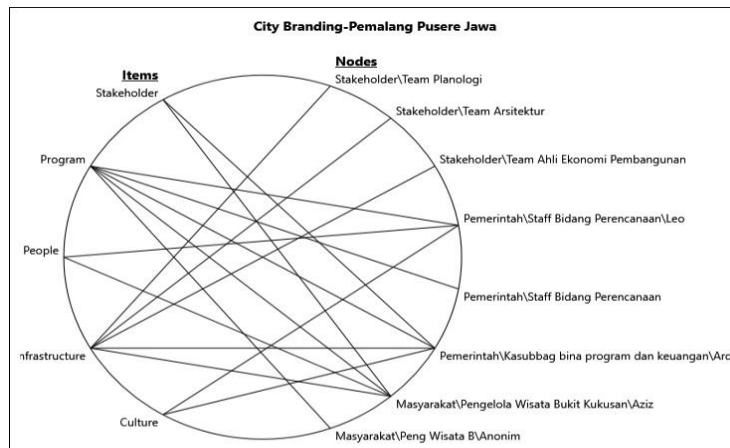 City Branding-Pemalang Pusere Jawa
Items
Nodes
Stakeholder
Program
People
nfrastructure
Culture
Stakeholder\Team Planologi
Stakeholder\Team Arsitektur
Stakeholder\Team Ahli Ekonomi Pembangunan
Pemerintah\Staff Bidang Perencanaan\Leo
Pemerintah\Staff Bidang Perencanaan
Pemerintah\Kasubbag bina program dan keuangan\Ard
Masyarakat\Pengelola Wisata Bukit Kukusan\Aziz
Masyarakat\Peng Wisata B\Anonim